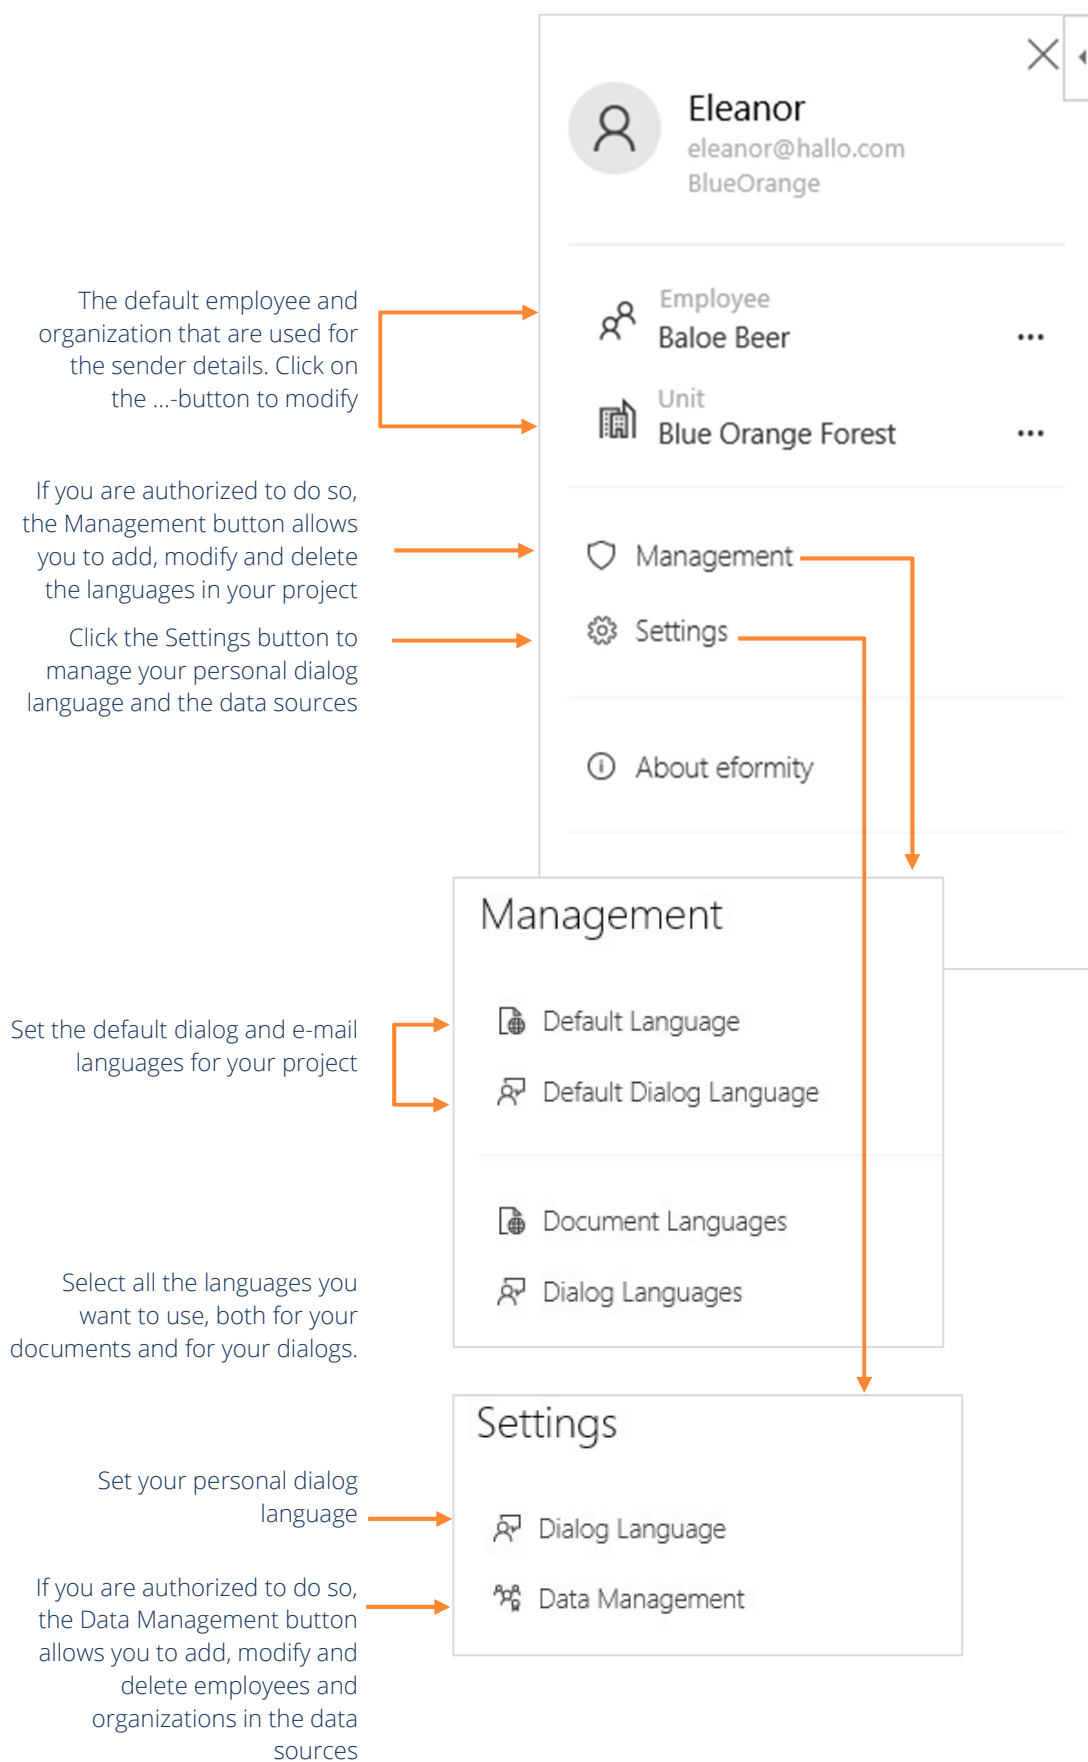 Eleanor
eleanor@hallo.com
BlueOrange
The default employee and
organization that are used for
the sender details. Click on
the ...-button to modify
Employee
Baloe Beer
...
Unit
Blue Orange Forest
...
If you are authorized to do so,
the Management button allows
you to add, modify and delete
the languages in your project
Management
Click the Settings button to
manage your personal dialog
language and the data sources
Settings
About eformity
Management
Set the default dialog and e-mail
languages for your project
Default Language
Default Dialog Language
Document Languages
Dialog Languages
Select all the languages you
want to use, both for your
documents and for your dialogs.
Settings
Set your personal dialog
language
Dialog Language
If you are authorized to do so,
the Data Management button
allows you to add, modify and
delete employees and
organizations in the data
sources
Data Management